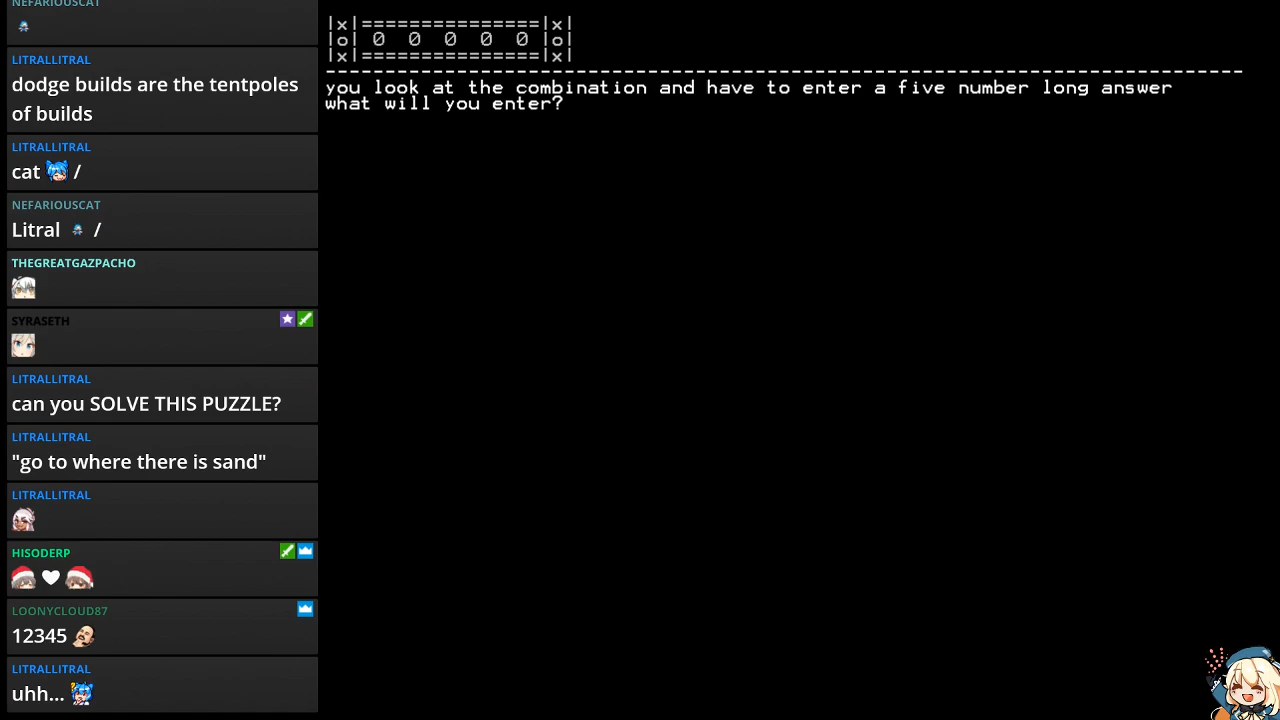 NEFARIOUSCAT
LITRALLITRAL
dodge builds are the tentpoles
of builds
LITRALLITRAL
cat /
NEFARIOUSCAT
Litral /
THEGREATGAZPACHO
SYRASETH
LITRALLITRAL
can you SOLVE THIS PUZZLE?
LITRALLITRAL
"go to where there is sand"
LITRALLITRAL
HISODERP
LOONYCLOUD87
12345
LITRALLITRAL
uhh...
|x|===============|x|
|o| 0  0  0  0  0 |o|
|x|===============|x|
-----------------------------------------------------------------------------
you look at the combination and have to enter a five number long answer
what will you enter?